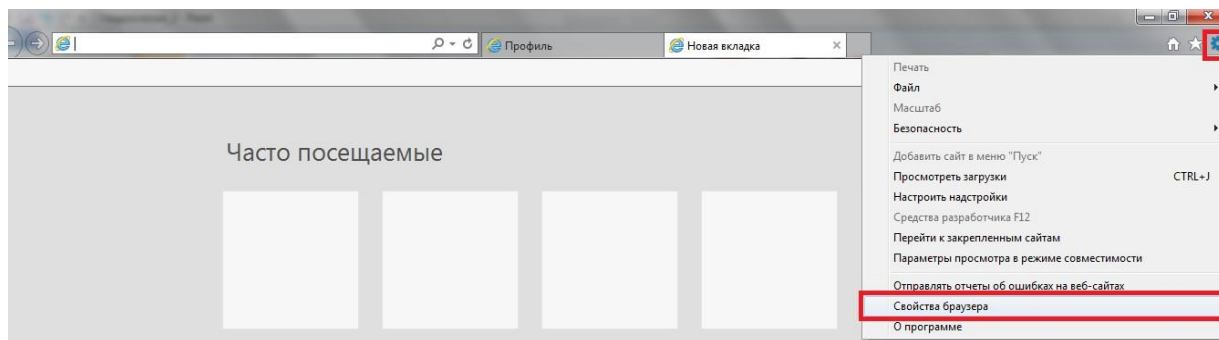 Профиль
Новая вкладка
Печать
Файл
Масштаб
Безопасность
Часто посещаемые
Добавить сайт в меню "Пуск"
Просмотреть загрузки CTRL+J
Настроить надстройки
Средства разработчика F12
Перейти к закрепленным сайтам
Параметры просмотра в режиме совместимости
Отправлять отчеты об ошибках на веб-сайтах
Свойства браузера
О программе